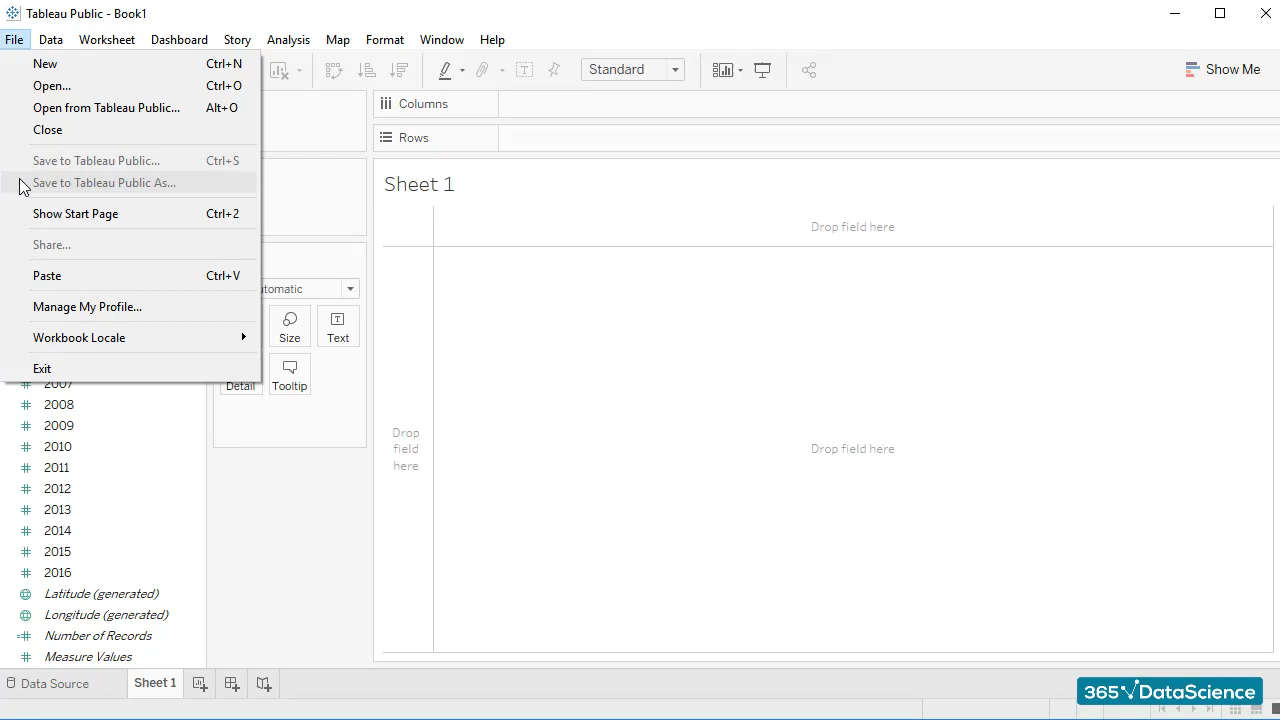 Tableau Public - Book1
File Data Worksheet Dashboard Story Analysis Map Format Window Help
New Ctrl+N
Open... Ctrl+O
Open from Tableau Public... Alt+O
Close
Save to Tableau Public... Ctrl+S
Save to Tableau Public As...
Show Start Page Ctrl+2
Share...
Paste Ctrl+V
Manage My Profile...
Workbook Locale
Exit
Standard
Show Me
Columns
Rows
Sheet 1
Drop field here
Drop
field
here
Drop field here
tomatic
Size
Text
Detail
Tooltip
2007
2008
2009
2010
2011
2012
2013
2014
2015
2016
Latitude (generated)
Longitude (generated)
Number of Records
Measure Values
Data Source
Sheet 1
365 DataScience